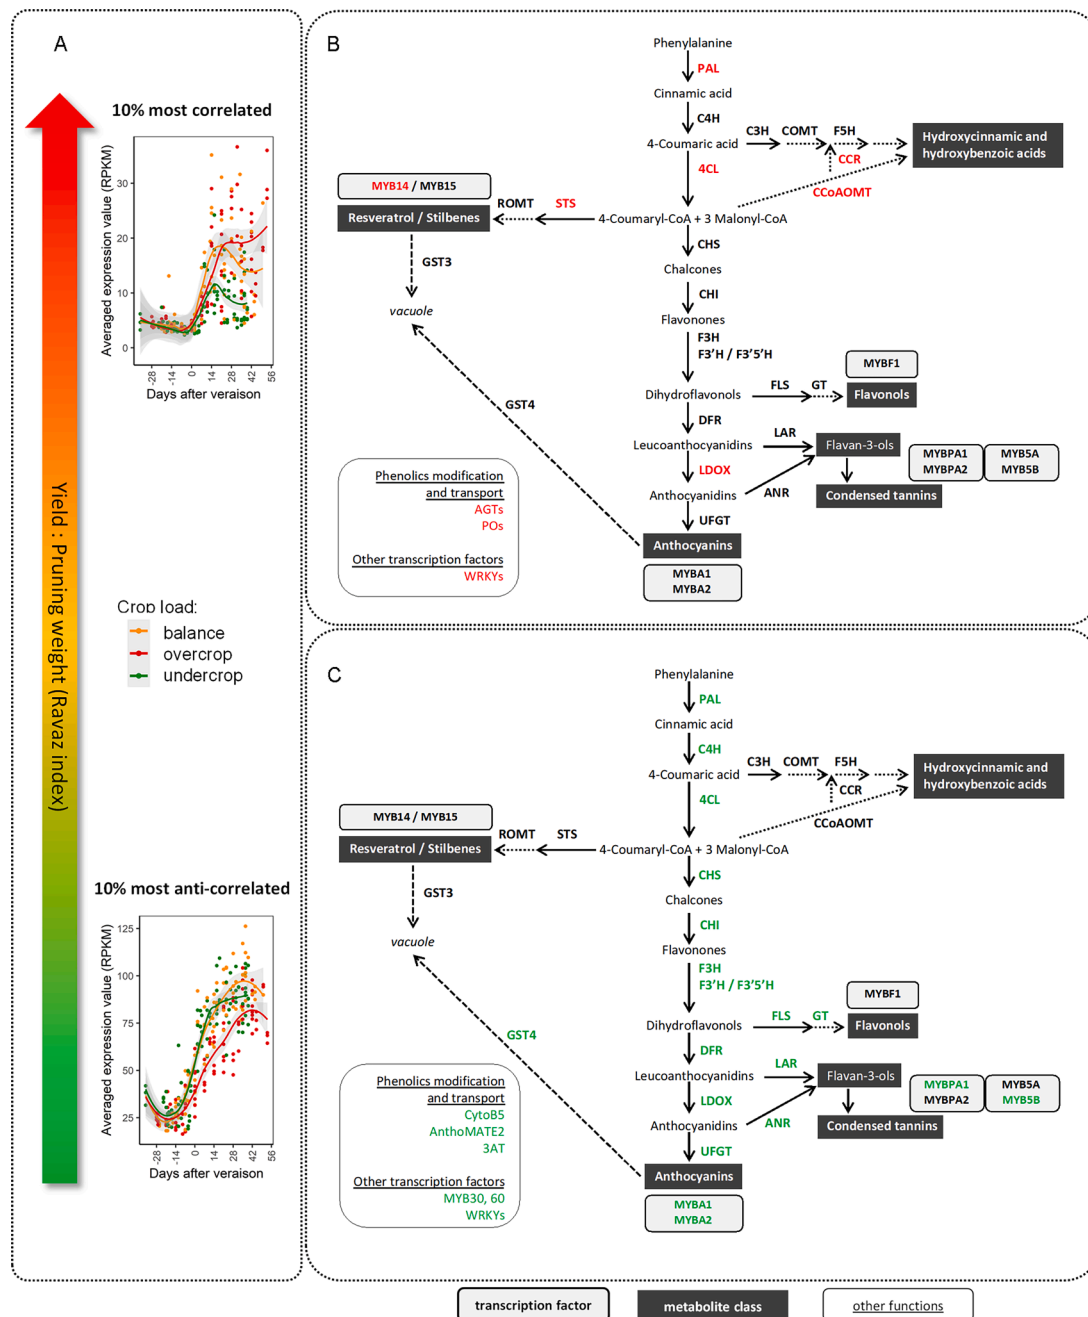 A
10% most correlated
Averaged expression value (RPKM)
30
20
10
0
-28 -14 0 14 28 42 56
Days after veraison
Yield : Pruning weight (Ravaz index)
Crop load:
balance
overcrop
undercrop
10% most anti-correlated
Averaged expression value (RPKM)
125
100
75
50
25
-28 -14 0 14 28 42 56
Days after veraison
B
Phenylalanine
PAL
Cinnamic acid
C4H
4-Coumaric acid
C3H COMT F5H
Hydroxycinnamic and
hydroxybenzoic acids
CCR
4CL
CCoAOMT
MYB14 / MYB15
Resveratrol / Stilbenes
ROMT STS
4-Coumaryl-CoA + 3 Malonyl-CoA
CHS
GST3
Chalcones
CHI
vacuole
Flavonones
F3H
F3'H / F3'5'H
MYBF1
Dihydroflavonols
FLS GT
Flavonols
GST4
DFR
Leucoanthocyanidins
LAR
Flavan-3-ols
MYBPA1
MYBPA2
MYB5A
MYB5B
LDOX
ANR
Anthocyanidins
Condensed tannins
UFGT
Anthocyanins
MYBA1
MYBA2
Phenolics modification
and transport
AGTs
POs
Other transcription factors
WRKYs
C
Phenylalanine
PAL
Cinnamic acid
C4H
4-Coumaric acid
C3H COMT F5H
Hydroxycinnamic and
hydroxybenzoic acids
CCR
4CL
CCoAOMT
MYB14 / MYB15
Resveratrol / Stilbenes
ROMT STS
4-Coumaryl-CoA + 3 Malonyl-CoA
CHS
GST3
Chalcones
CHI
vacuole
Flavonones
F3H
F3'H / F3'5'H
MYBF1
Dihydroflavonols
FLS GT
Flavonols
GST4
DFR
Leucoanthocyanidins
LAR
Flavan-3-ols
MYBPA1
MYBPA2
MYB5A
MYB5B
LDOX
ANR
Anthocyanidins
Condensed tannins
UFGT
Anthocyanins
MYBA1
MYBA2
Phenolics modification
and transport
CytoB5
AnthoMATE2
3AT
Other transcription factors
MYB30, 60
WRKYs
transcription factor
metabolite class
other functions